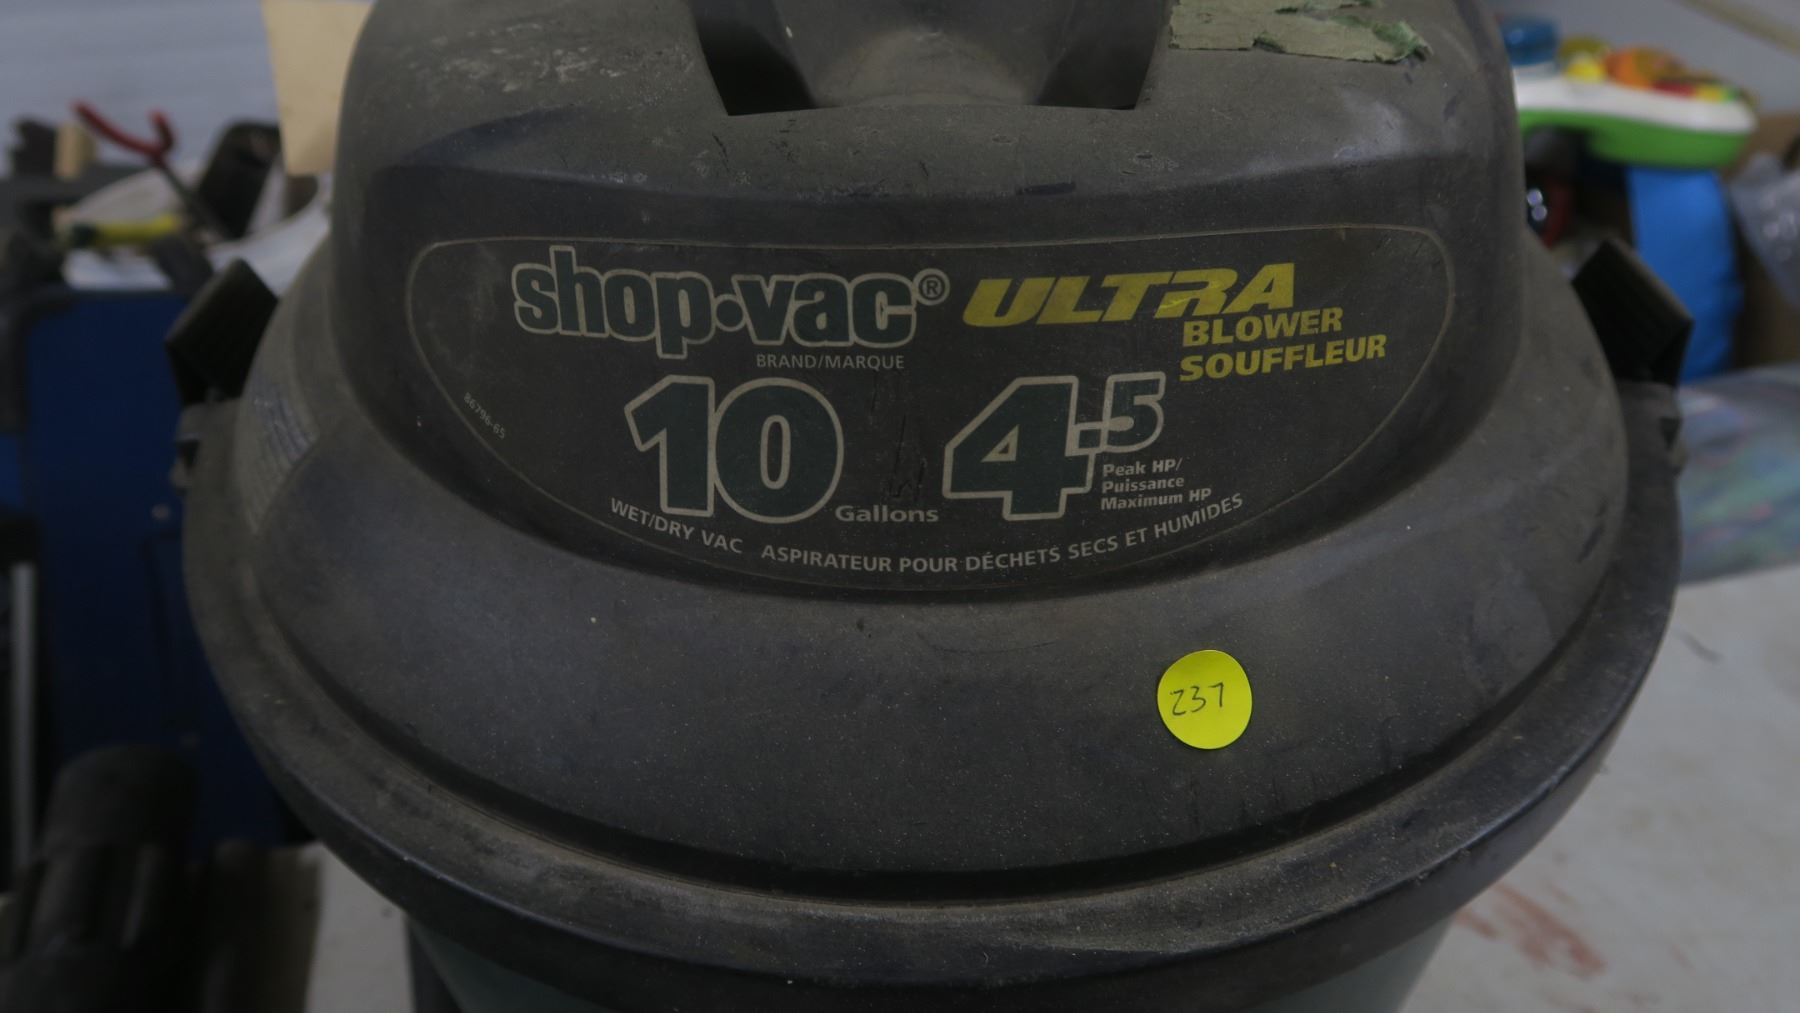 shop·vac® ULTRA
BLOWER
SOUFFLEUR
BRAND/MARQUE
86796-65
10 Gallons
4.5
Peak HP/
Puissance
Maximum HP
WET/DRY VAC ASPIRATEUR POUR DÉCHETS SECS ET HUMIDES
237